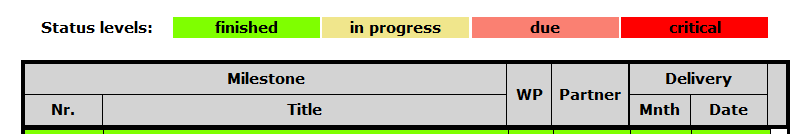 Status levels: finished in progress due critical
Milestone WP Partner Delivery
Nr. Title Mnth Date